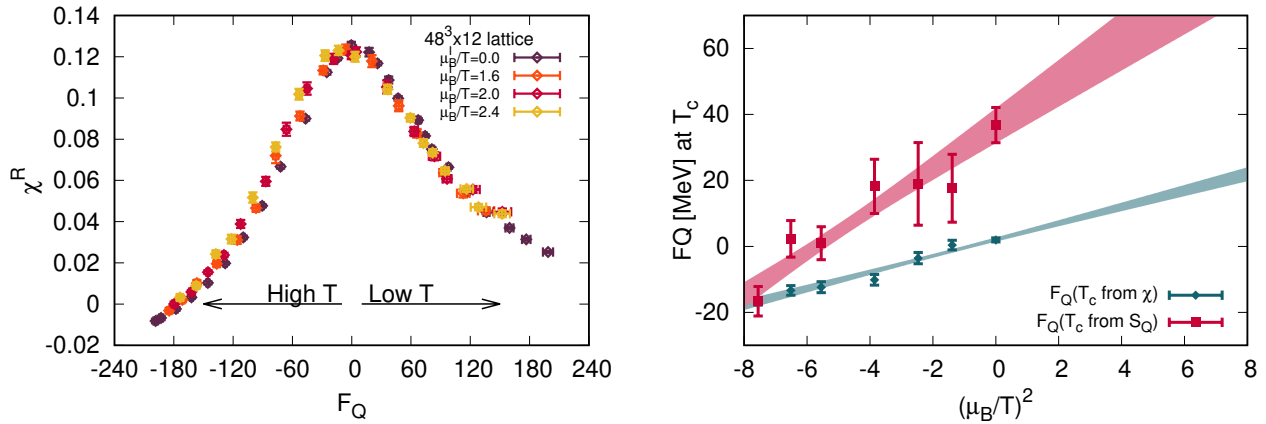 χ^R
0.14
0.12
0.1
0.08
0.06
0.04
0.02
0
-0.02
-240 -180 -120 -60 0 60 120 180 240
F_Q
48^3x12 lattice
μ_B^I/T=0.0
μ_B^I/T=1.6
μ_B^I/T=2.0
μ_B^I/T=2.4
High T Low T
FQ [MeV] at T_c
60
40
20
0
-20
-8 -6 -4 -2 0 2 4 6 8
(μ_B/T)^2
F_Q(T_c from χ)
F_Q(T_c from S_Q)